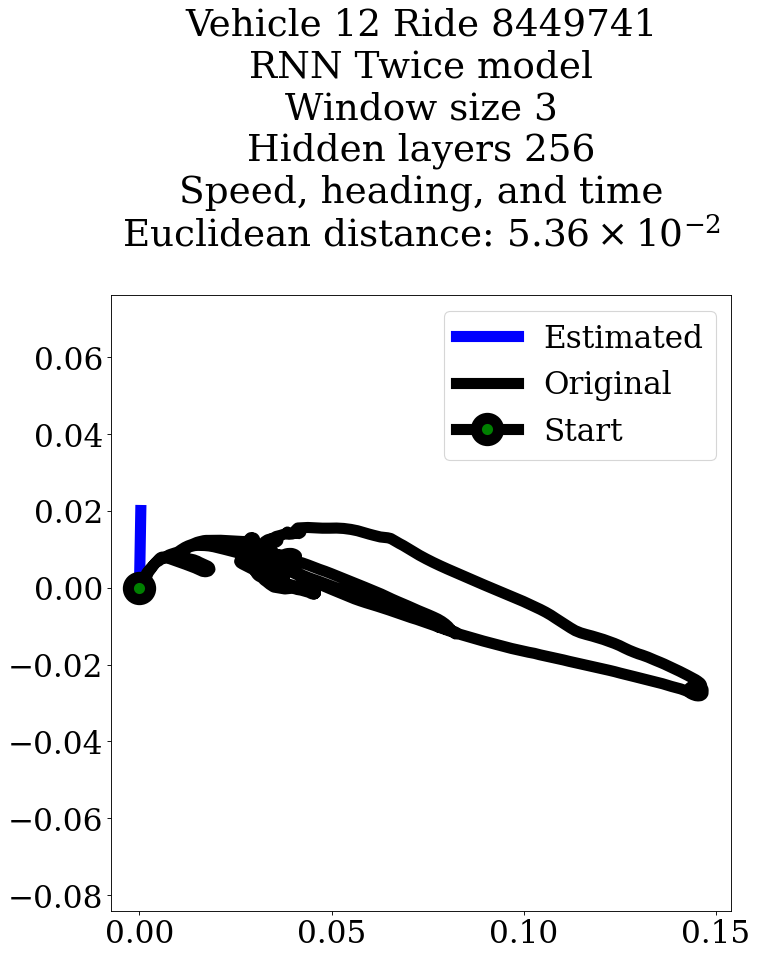 Vehicle 12 Ride 8449741
RNN Twice model
Window size 3
Hidden layers 256
Speed, heading, and time
Euclidean distance: 5.36 × 10⁻²
Estimated
Original
Start
0.06
0.04
0.02
0.00
−0.02
−0.04
−0.06
−0.08
0.00 0.05 0.10 0.15